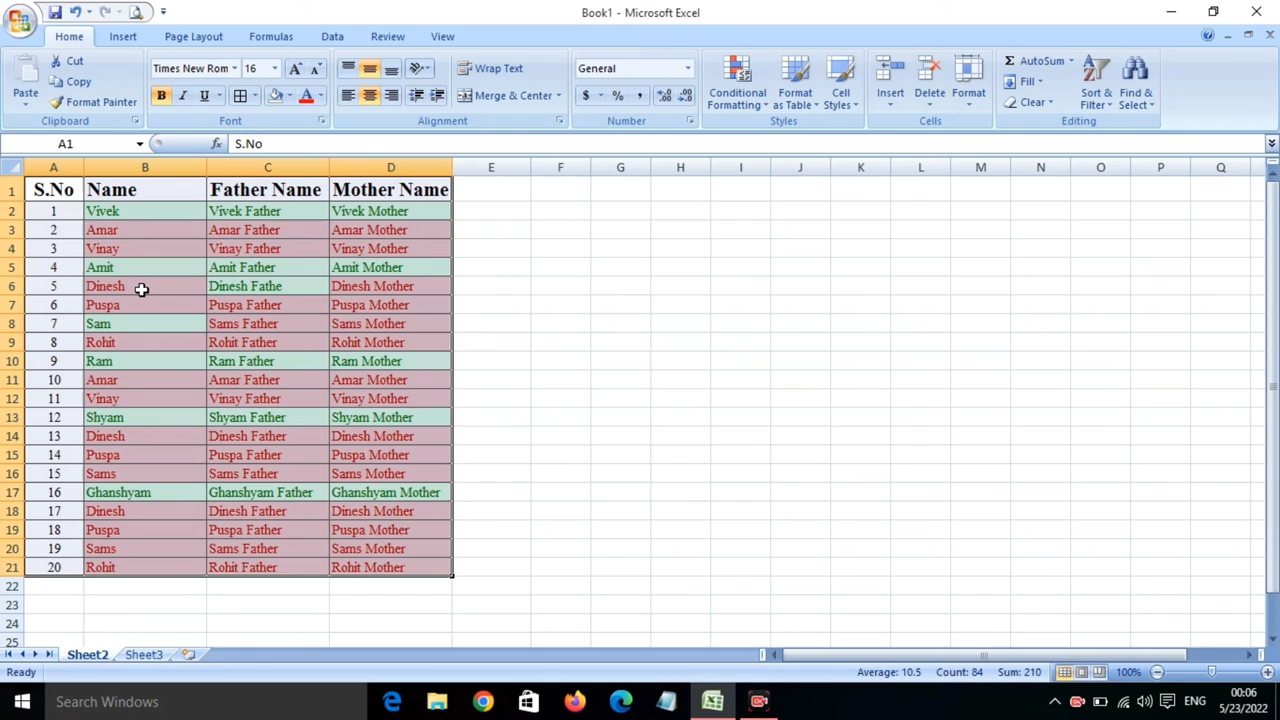 Book1 - Microsoft Excel
Home Insert Page Layout Formulas Data Review View
Paste Cut Copy Format Painter
Times New Rom 16
B I U A
Wrap Text
Merge & Center
General
$ % ,
Conditional Formatting Format as Table Cell Styles
Insert Delete Format
Σ AutoSum Fill Clear
Sort & Filter Find & Select
Clipboard Font Alignment Number Styles Cells Editing
A1 fx S.No
A B C D E F G H I J K L M N O P Q
1 S.No Name Father Name Mother Name
2 1 Vivek Vivek Father Vivek Mother
3 2 Amar Amar Father Amar Mother
4 3 Vinay Vinay Father Vinay Mother
5 4 Amit Amit Father Amit Mother
6 5 Dinesh Dinesh Fathe Dinesh Mother
7 6 Puspa Puspa Father Puspa Mother
8 7 Sam Sams Father Sams Mother
9 8 Rohit Rohit Father Rohit Mother
10 9 Ram Ram Father Ram Mother
11 10 Amar Amar Father Amar Mother
12 11 Vinay Vinay Father Vinay Mother
13 12 Shyam Shyam Father Shyam Mother
14 13 Dinesh Dinesh Father Dinesh Mother
15 14 Puspa Puspa Father Puspa Mother
16 15 Sams Sams Father Sams Mother
17 16 Ghanshyam Ghanshyam Father Ghanshyam Mother
18 17 Dinesh Dinesh Father Dinesh Mother
19 18 Puspa Puspa Father Puspa Mother
20 19 Sams Sams Father Sams Mother
21 20 Rohit Rohit Father Rohit Mother
22
23
24
25
Sheet2 Sheet3
Ready Average: 10.5 Count: 84 Sum: 210 100%
Search Windows
ENG
00:06
5/23/2022